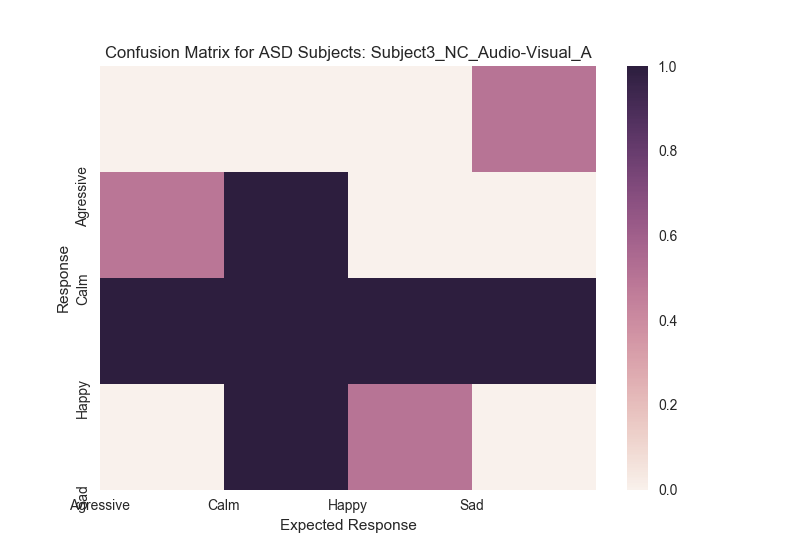 Confusion Matrix for ASD Subjects: Subject3_NC_Audio-Visual_A
1.0
0.8
0.6
0.4
0.2
0.0
Response
Agressive
Calm
Happy
Sad
Agressive
Calm
Happy
Sad
Expected Response